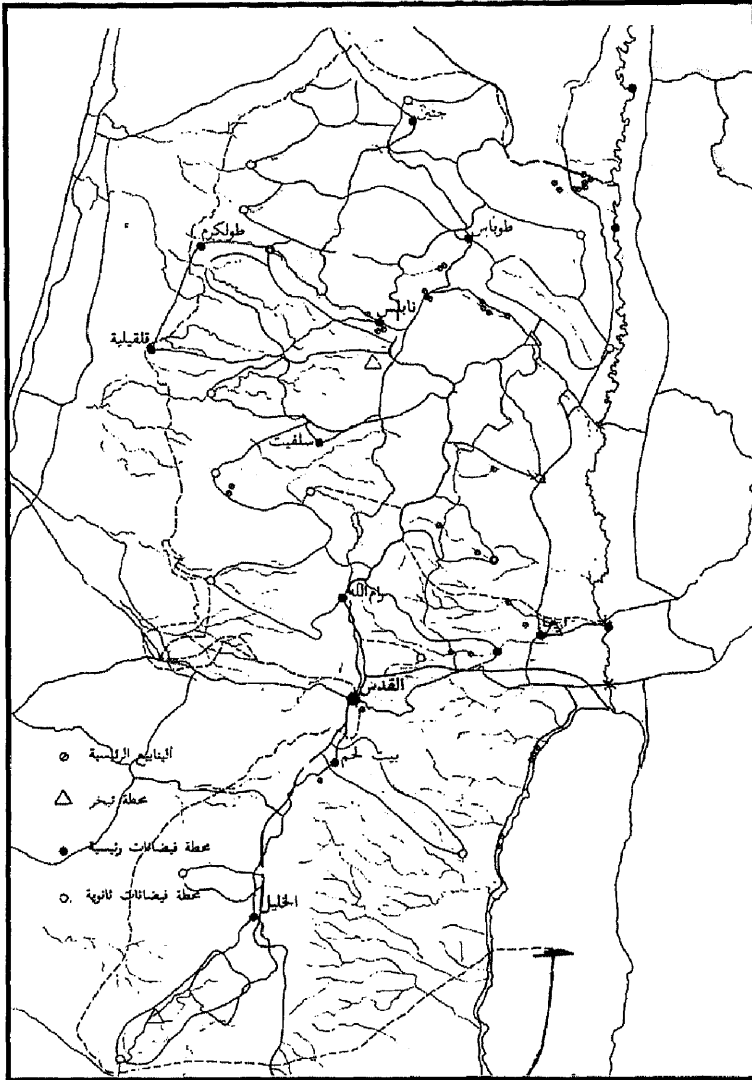 جنين
طوباس
طولكرم
نابلس
قلقيلية
سلفيت
رام الله
القدس
بيت لحم
الينابيع الرئيسية
محطة تبخر
محطة فيضانات رئيسية
محطة فيضانات ثانوية
الخليل